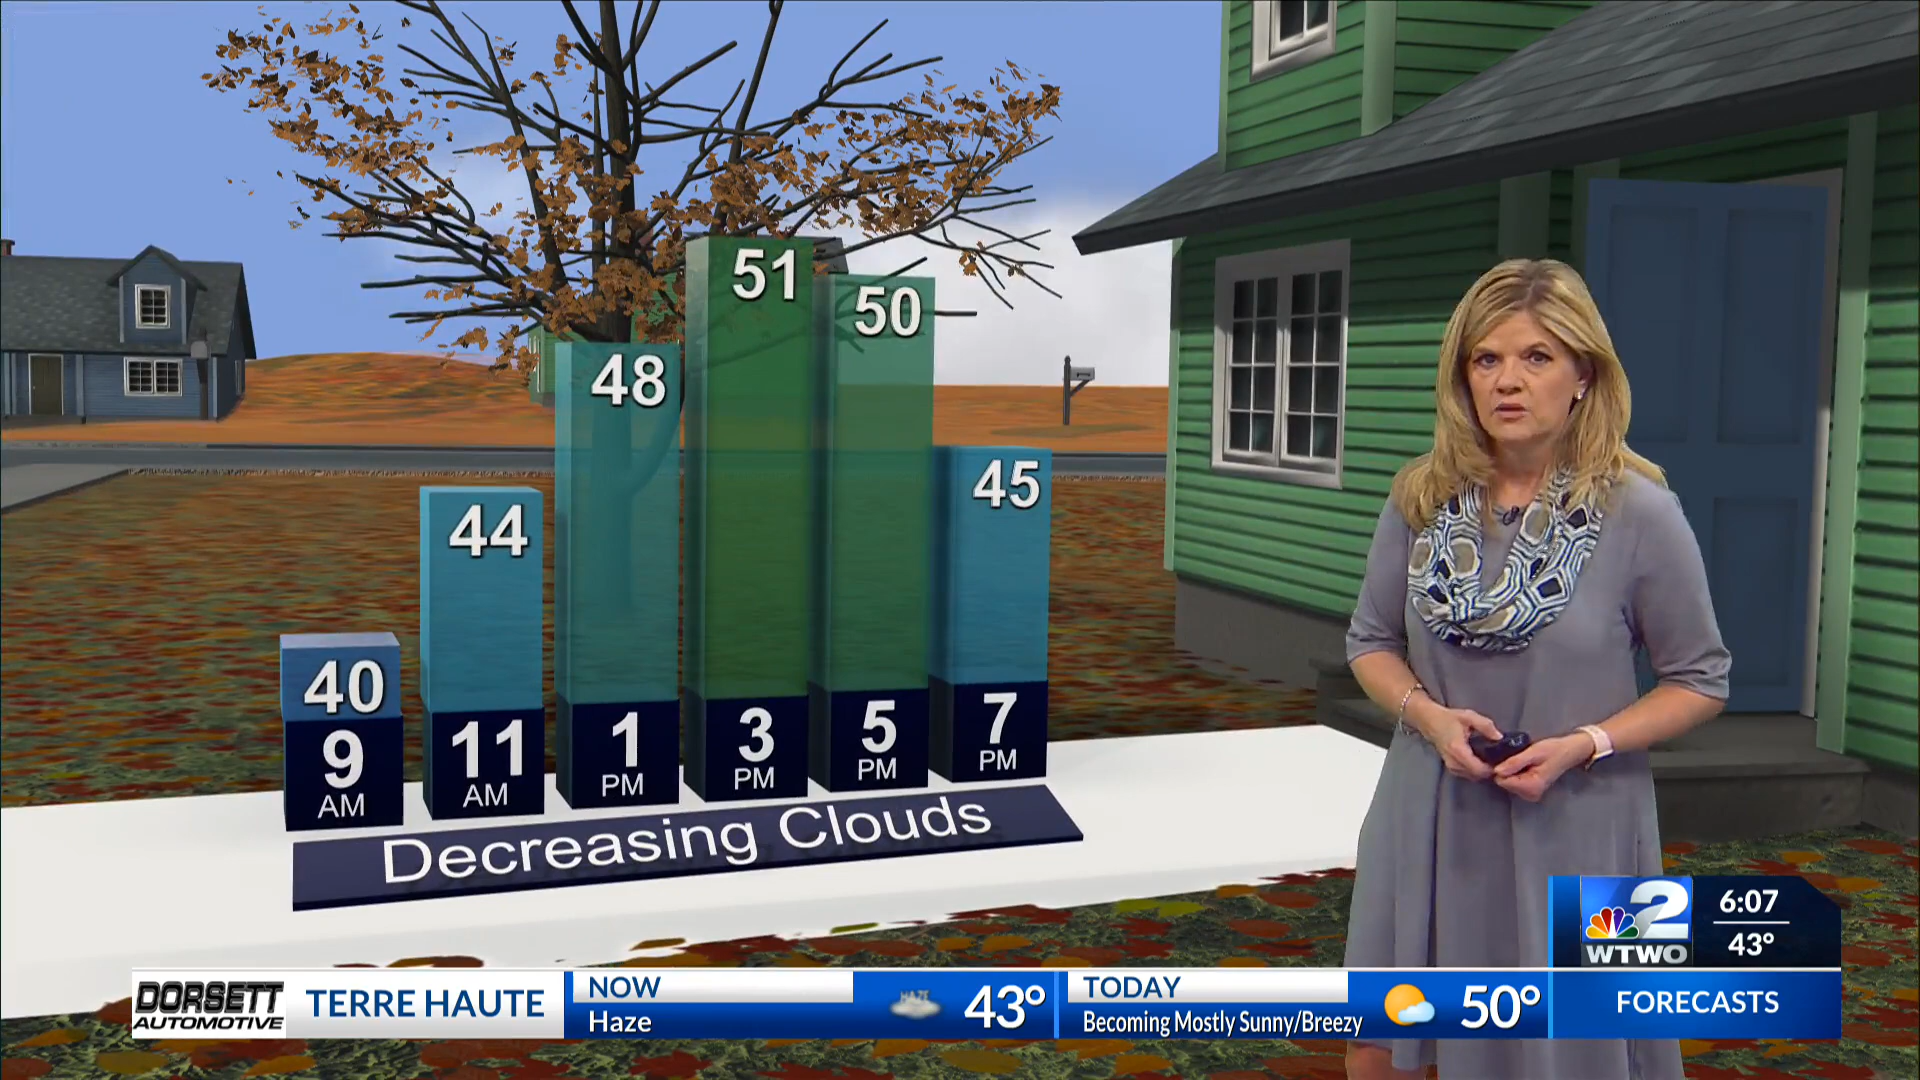 51
50
48
45
44
40
9
AM
11
AM
1
PM
3
PM
5
PM
7
PM
Decreasing Clouds
2
WTWO
6:07
43°
DORSETT
AUTOMOTIVE
TERRE HAUTE
NOW
Haze
HAZE
43°
TODAY
Becoming Mostly Sunny/Breezy
50°
FORECASTS